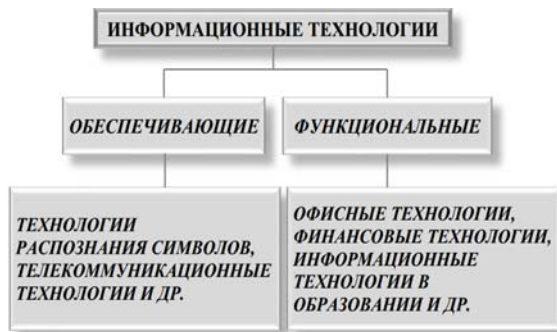 ИНФОРМАЦИОННЫЕ ТЕХНОЛОГИИ
ОБЕСПЕЧИВАЮЩИЕ
ФУНКЦИОНАЛЬНЫЕ
ТЕХНОЛОГИИ
РАСПОЗНАНИЯ СИМВОЛОВ,
ТЕЛЕКОММУНИКАЦИОННЫЕ
ТЕХНОЛОГИИ И ДР.
ОФИСНЫЕ ТЕХНОЛОГИИ,
ФИНАНСОВЫЕ ТЕХНОЛОГИИ,
ИНФОРМАЦИОННЫЕ
ТЕХНОЛОГИИ В
ОБРАЗОВАНИИ И ДР.